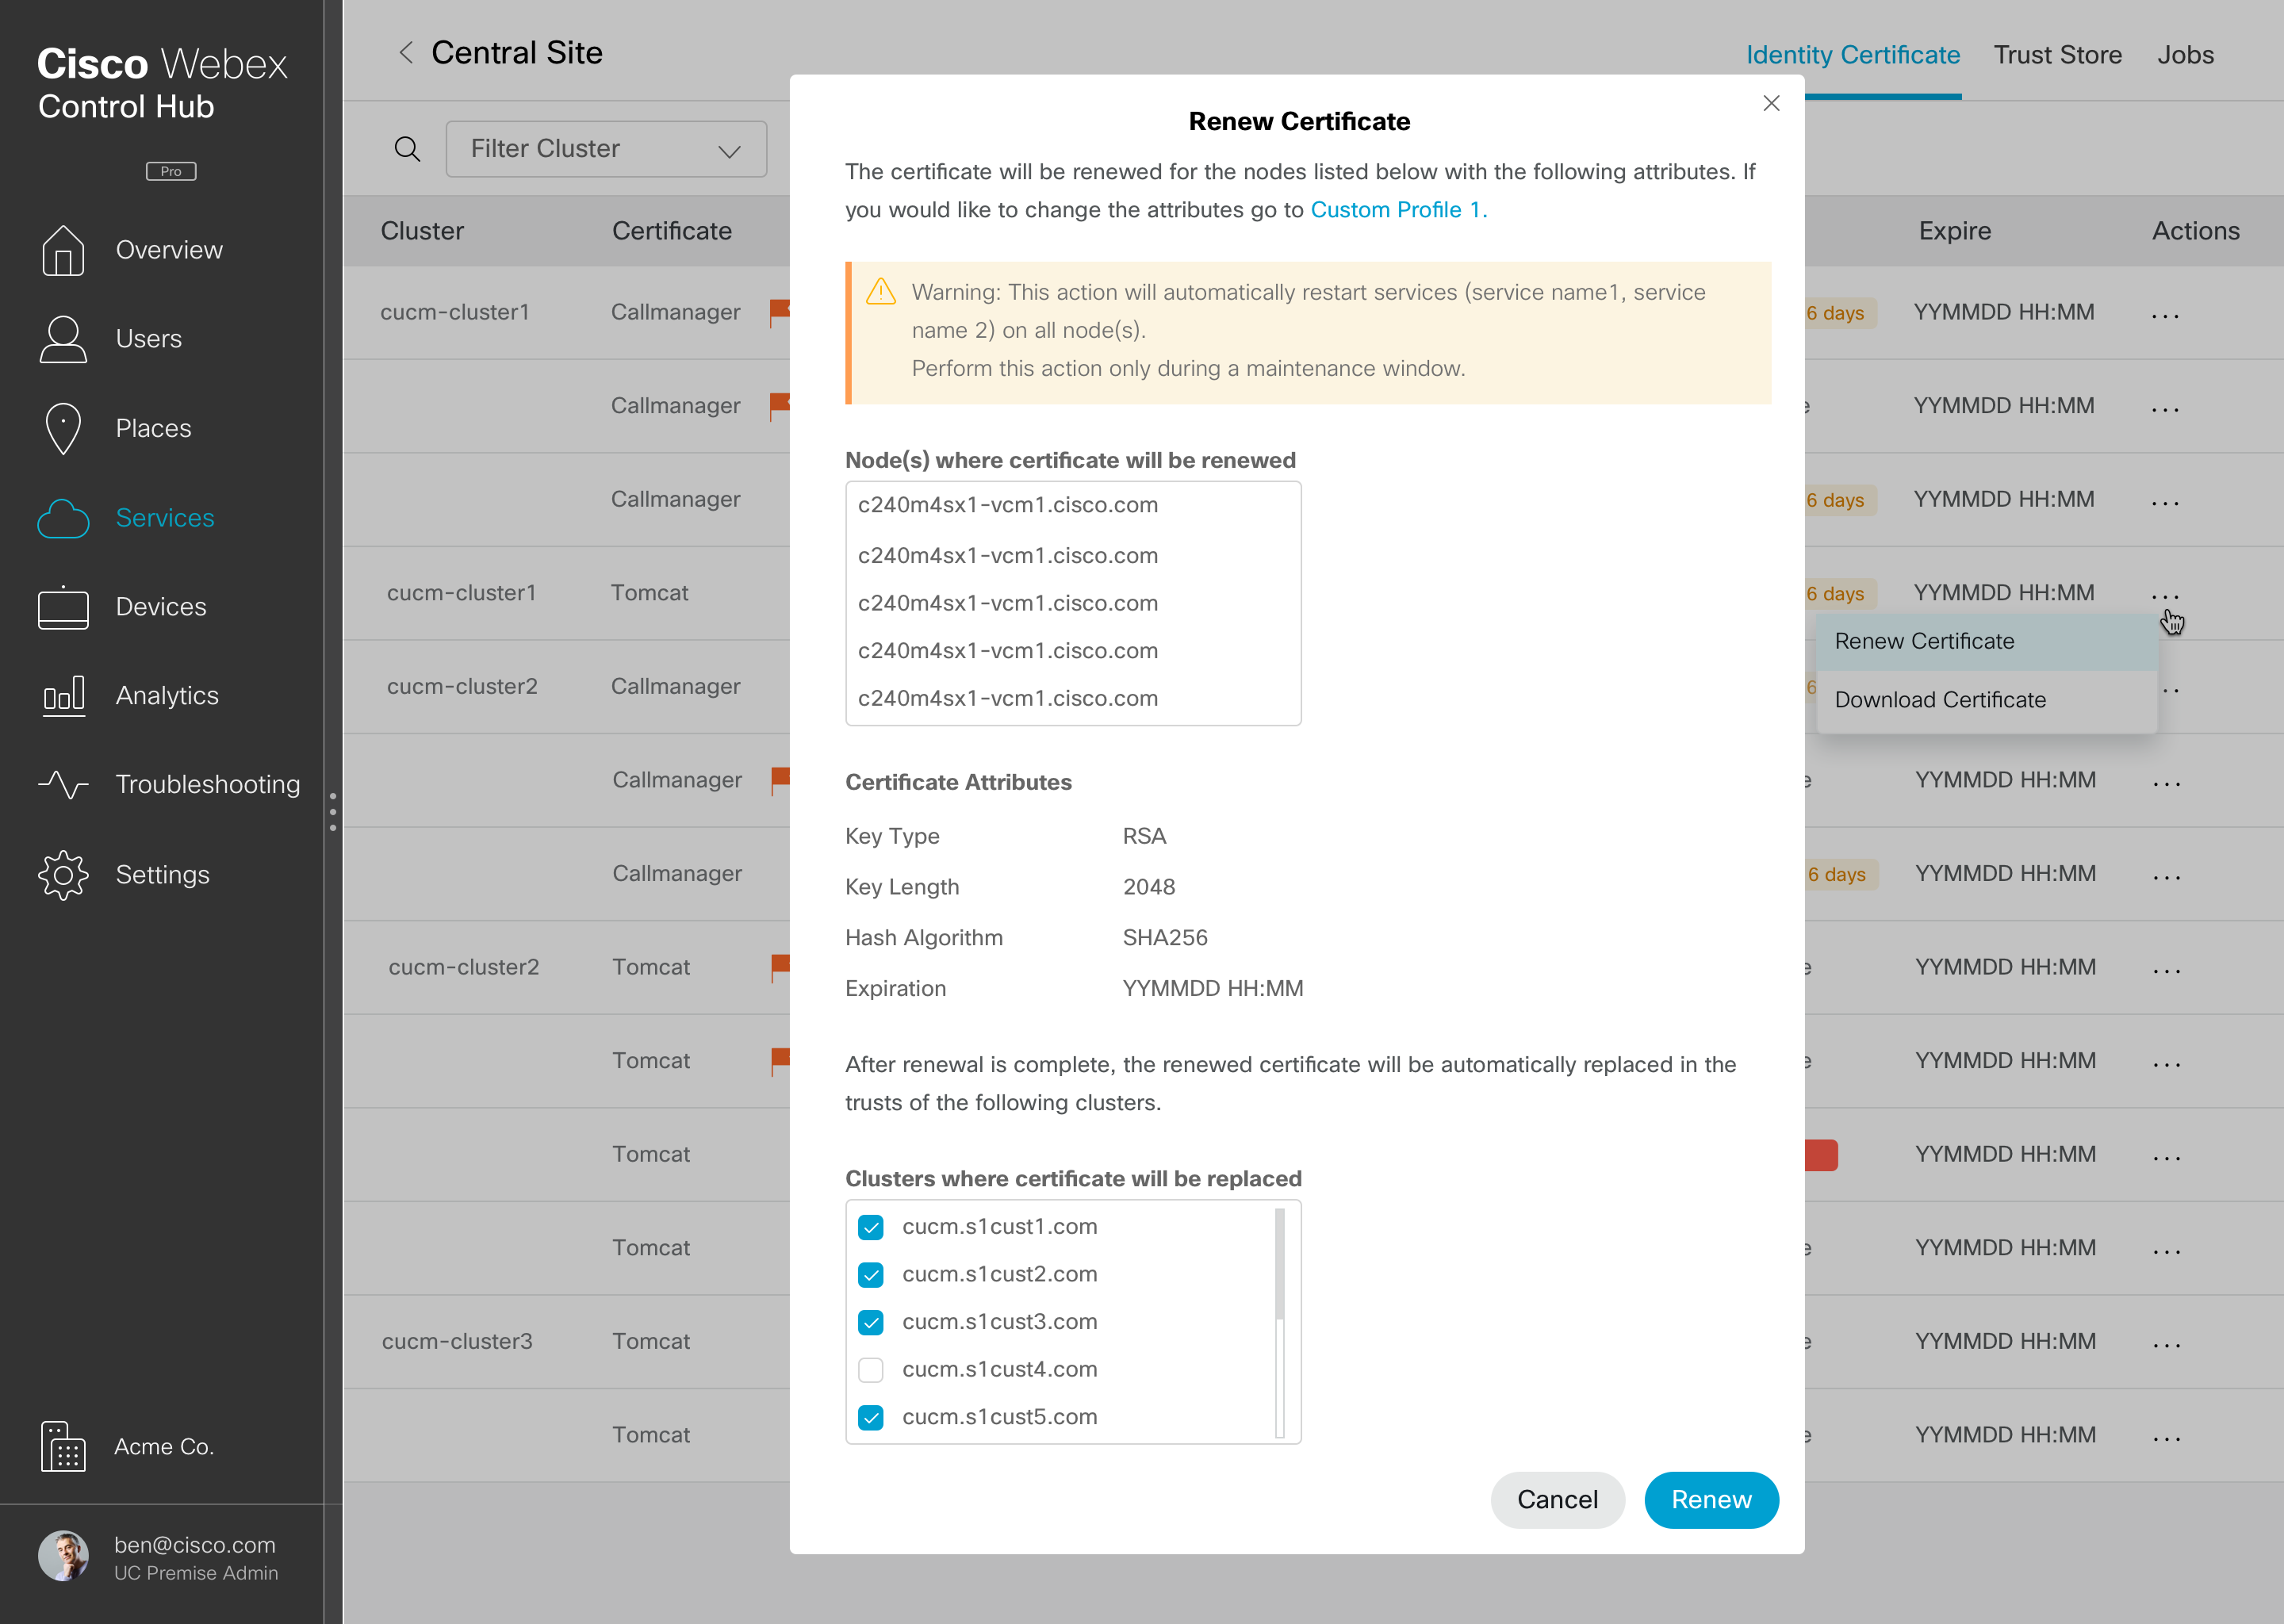 Cisco Webex
Control Hub
Pro
Overview
Users
Places
Services
Devices
Analytics
Troubleshooting
Settings
Acme Co.
ben@cisco.com
UC Premise Admin
Central Site
Identity Certificate Trust Store Jobs
Filter Cluster
Cluster Certificate Expire Actions
cucm-cluster1 Callmanager 6 days YYMMDD HH:MM ...
Callmanager e YYMMDD HH:MM ...
Callmanager 6 days YYMMDD HH:MM ...
cucm-cluster1 Tomcat 6 days YYMMDD HH:MM ...
cucm-cluster2 Callmanager 6
Callmanager e YYMMDD HH:MM ...
Callmanager 6 days YYMMDD HH:MM ...
cucm-cluster2 Tomcat e YYMMDD HH:MM ...
Tomcat e YYMMDD HH:MM ...
Tomcat YYMMDD HH:MM ...
Tomcat e YYMMDD HH:MM ...
cucm-cluster3 Tomcat e YYMMDD HH:MM ...
Tomcat e YYMMDD HH:MM ...
Renew Certificate
Download Certificate
Renew Certificate
The certificate will be renewed for the nodes listed below with the following attributes. If
you would like to change the attributes go to Custom Profile 1.
Warning: This action will automatically restart services (service name1, service
name 2) on all node(s).
Perform this action only during a maintenance window.
Node(s) where certificate will be renewed
c240m4sx1-vcm1.cisco.com
c240m4sx1-vcm1.cisco.com
c240m4sx1-vcm1.cisco.com
c240m4sx1-vcm1.cisco.com
c240m4sx1-vcm1.cisco.com
Certificate Attributes
Key Type RSA
Key Length 2048
Hash Algorithm SHA256
Expiration YYMMDD HH:MM
After renewal is complete, the renewed certificate will be automatically replaced in the
trusts of the following clusters.
Clusters where certificate will be replaced
cucm.s1cust1.com
cucm.s1cust2.com
cucm.s1cust3.com
cucm.s1cust4.com
cucm.s1cust5.com
Cancel Renew